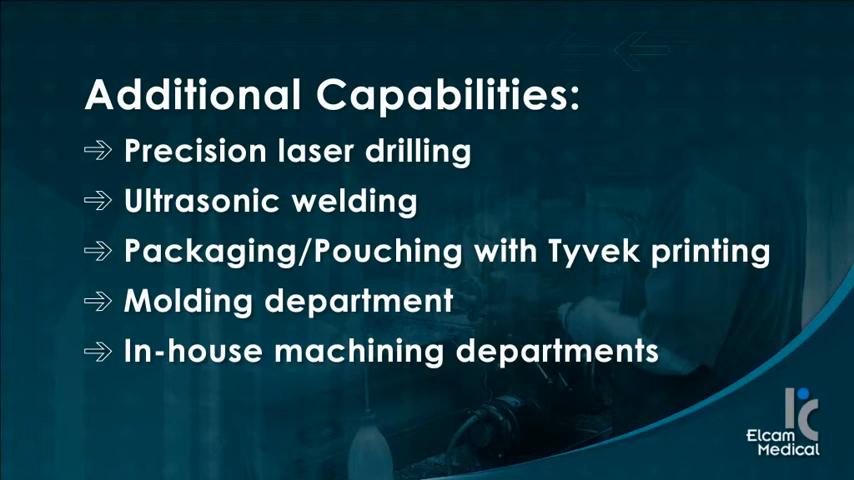 Additional Capabilities:
Precision laser drilling
Ultrasonic welding
Packaging/Pouching with Tyvek printing
Molding department
In-house machining departments
Elcam
Medical